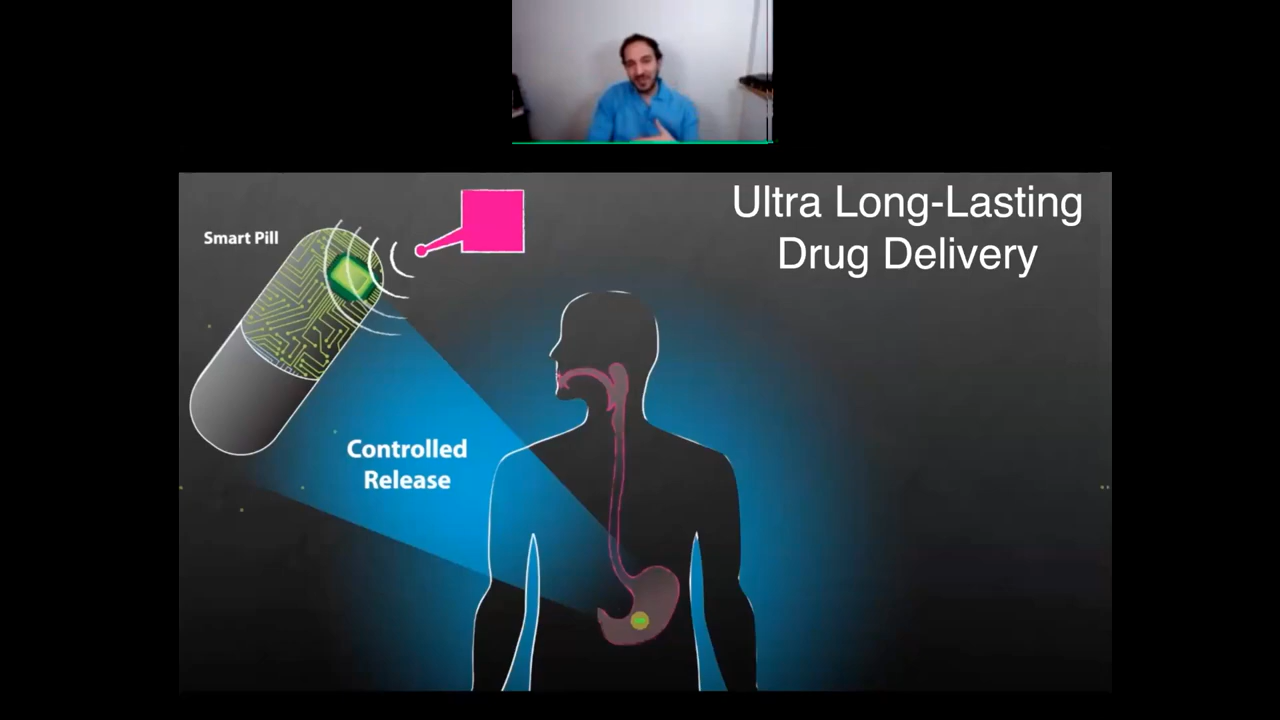 Ultra Long-Lasting
Drug Delivery
Smart Pill
Controlled
Release